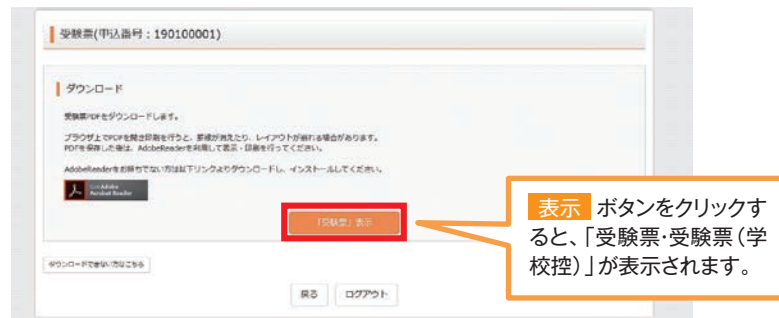 受験票(申込番号：190100001)
ダウンロード
受験票PDFをダウンロードします。
ブラウザ上でPDFを開き印刷を行うと、罫線が消えたり、レイアウトが崩れる場合があります。
PDFを保存した後は、AdobeReaderを利用して表示・印刷を行ってください。
AdobeReaderをお持ちでない方は以下リンクよりダウンロードし、インストールしてください。
Get Adobe
Acrobat Reader
「受験票」表示
表示 ボタンをクリックす
ると、「受験票・受験票（学
校控）」が表示されます。
ダウンロードできない方はこちら
戻る ログアウト